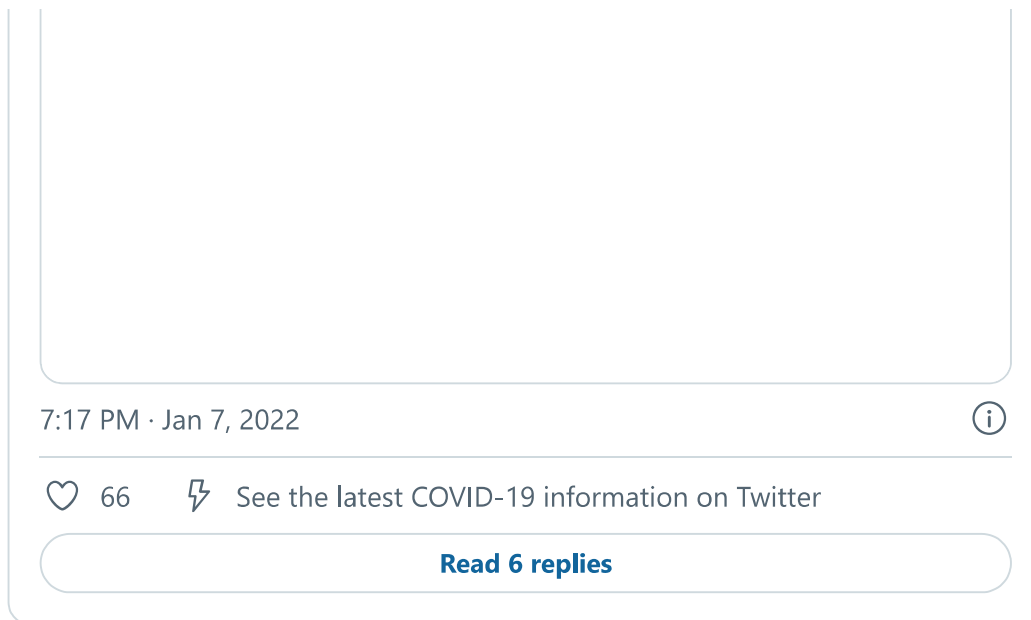 7:17 PM · Jan 7, 2022
66 See the latest COVID-19 information on Twitter
Read 6 replies